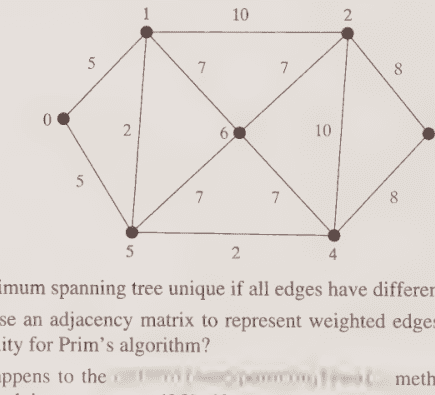 1 10 2
5 7 7 8
0 2 6 10
5 7 7 8
5 2 4
imum spanning tree unique if all edges have differen
se an adjacency matrix to represent weighted edges
ity for Prim's algorithm?
appens to the meth